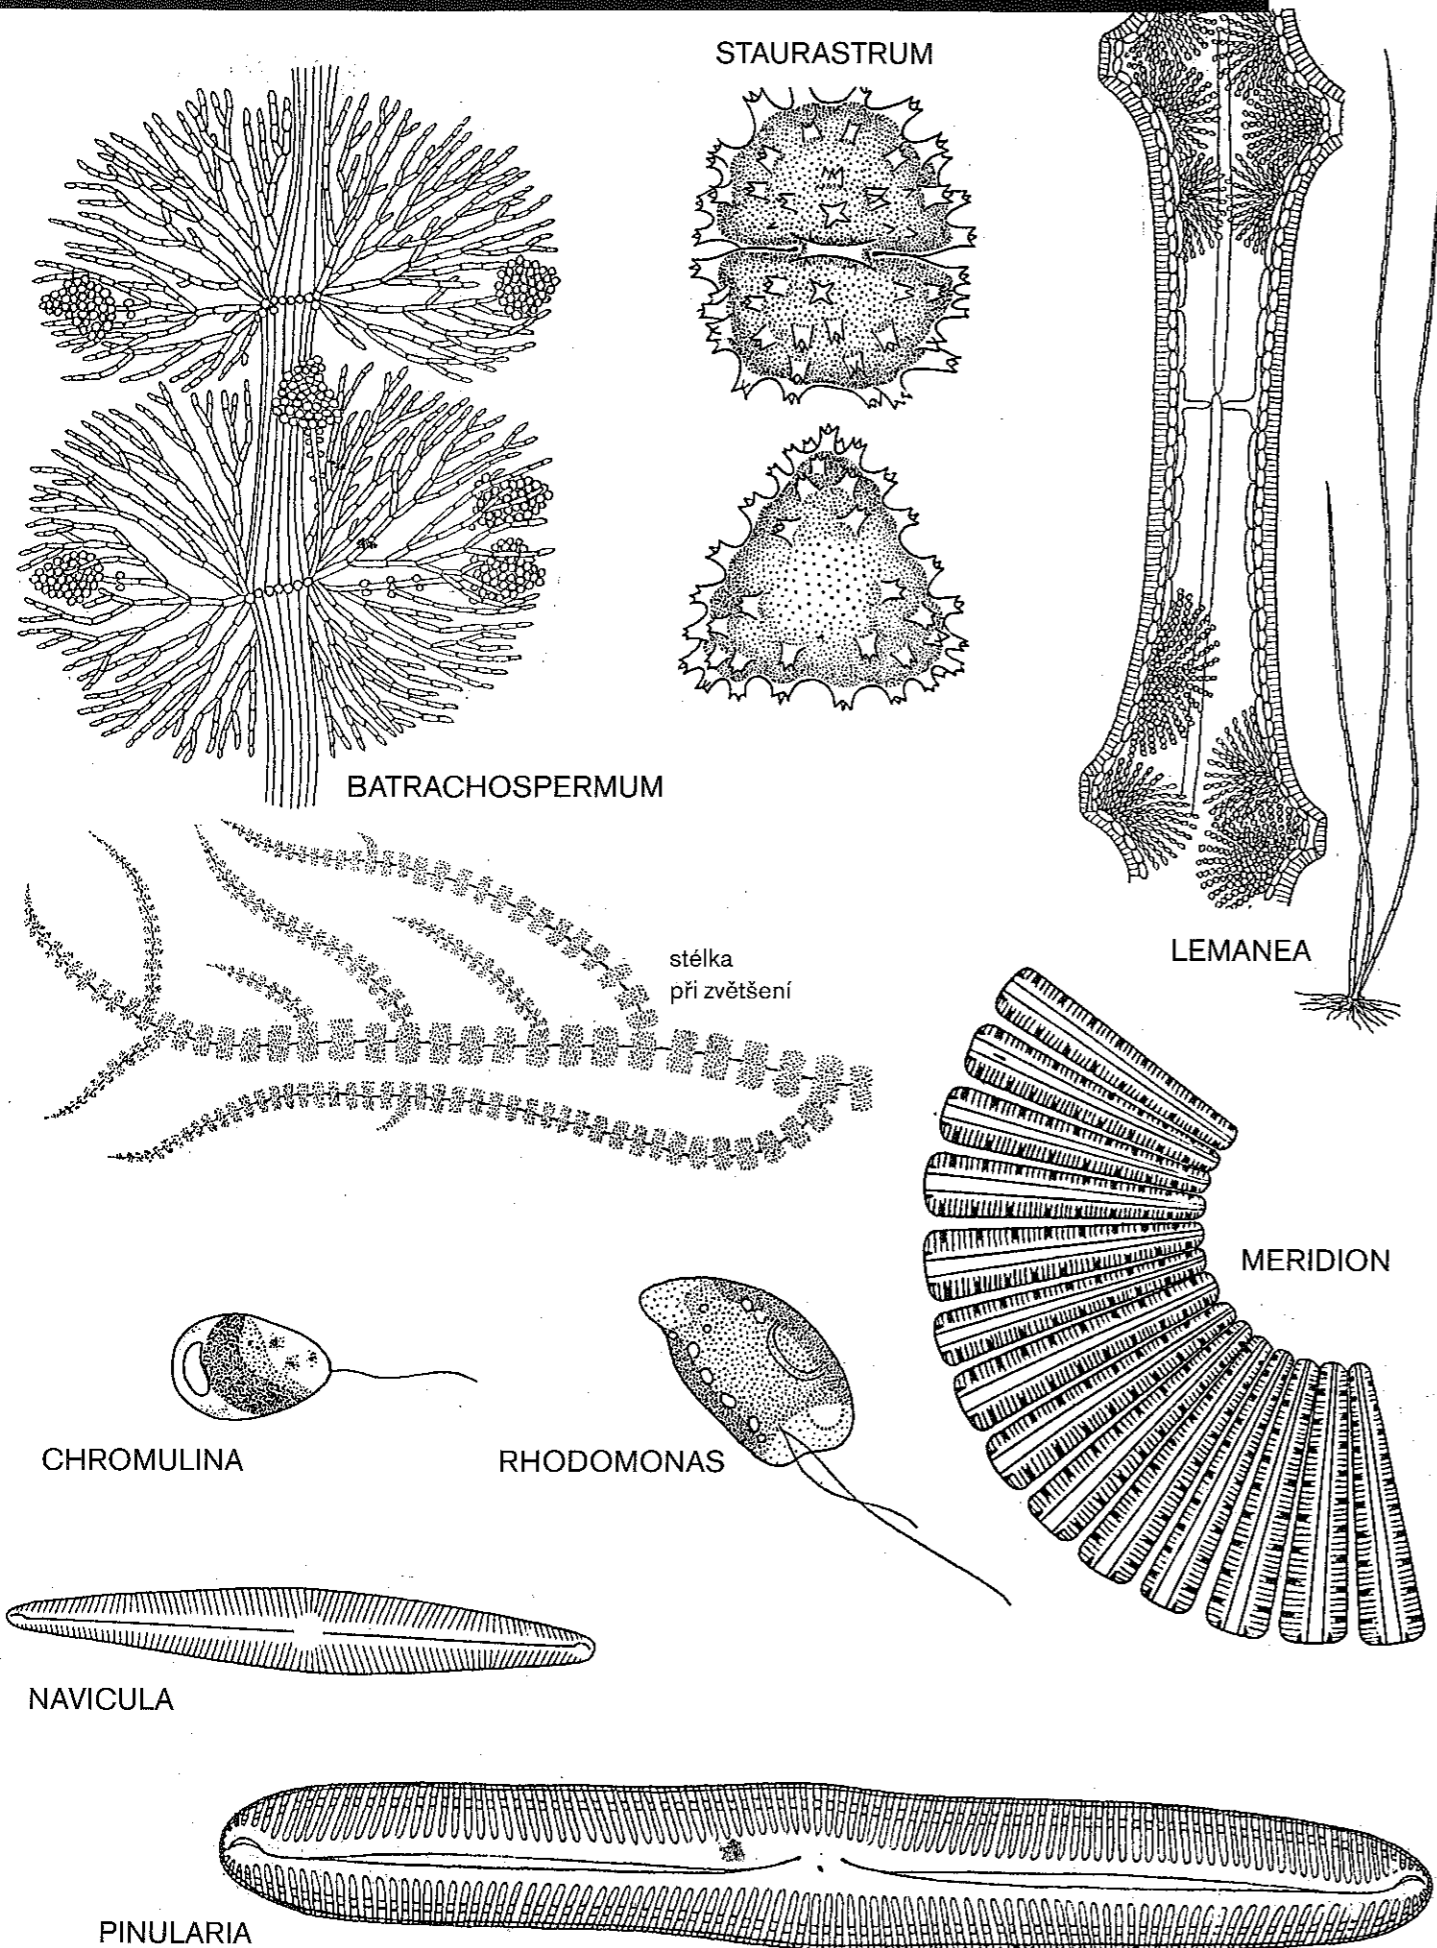 STAURASTRUM
BATRACHOSPERMUM
stélka
při zvětšení
LEMANEA
MERIDION
CHROMULINA
RHODOMONAS
NAVICULA
PINULARIA